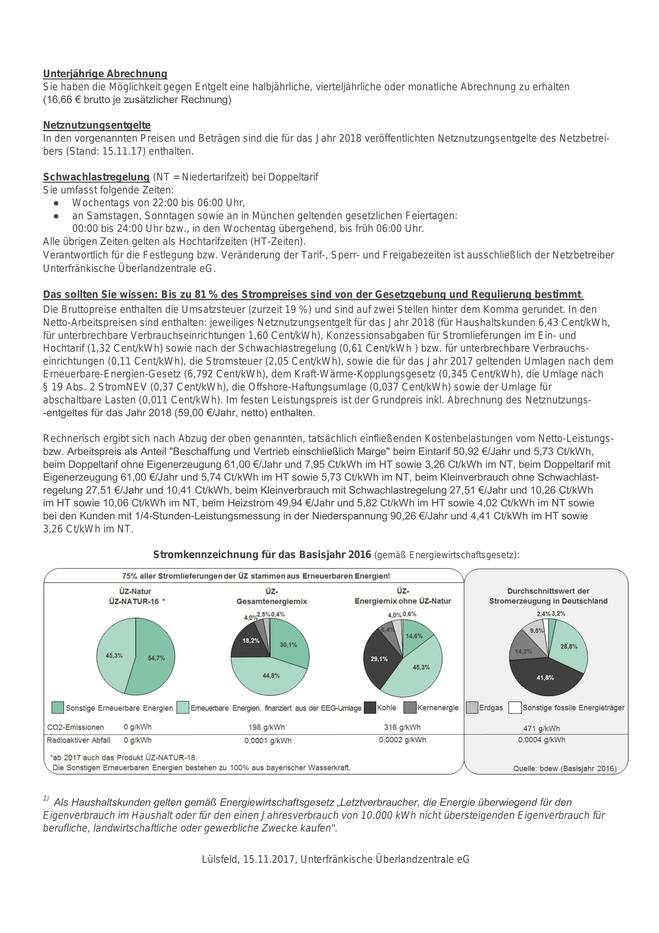 Unterjährige Abrechnung
Sie haben die Möglichkeit gegen Entgelt eine halbjährliche, vierteljährliche oder monatliche Abrechnung zu erhalten
(16,66 € brutto je zusätzlicher Rechnung)
Netznutzungsentgelte
In den vorgenannten Preisen und Beträgen sind die für das Jahr 2018 veröffentlichten Netznutzungsentgelte des Netzbetrei-
bers (Stand: 15.11.17) enthalten.
Schwachlastregelung (NT = Niedertarifzeit) bei Doppeltarif
Sie umfasst folgende Zeiten:
● Wochentags von 22:00 bis 06:00 Uhr,
● an Samstagen, Sonntagen sowie an in München geltenden gesetzlichen Feiertagen:
00:00 bis 24:00 Uhr bzw., in den Wochentag übergehend, bis früh 06:00 Uhr.
Alle übrigen Zeiten gelten als Hochtarifzeiten (HT-Zeiten).
Verantwortlich für die Festlegung bzw. Veränderung der Tarif-, Sperr- und Freigabezeiten ist ausschließlich der Netzbetreiber
Unterfränkische Überlandzentrale eG.
Das sollten Sie wissen: Bis zu 81 % des Strompreises sind von der Gesetzgebung und Regulierung bestimmt.
Die Bruttopreise enthalten die Umsatzsteuer (zurzeit 19 %) und sind auf zwei Stellen hinter dem Komma gerundet. In den
Netto-Arbeitspreisen sind enthalten: jeweiliges Netznutzungsentgelt für das Jahr 2018 (für Haushaltskunden 6,43 Cent/kWh,
für unterbrechbare Verbrauchseinrichtungen 1,60 Cent/kWh), Konzessionsabgaben für Stromlieferungen im Ein- und
Hochtarif (1,32 Cent/kWh) sowie nach der Schwachlastregelung (0,61 Cent/kWh ) bzw. für unterbrechbare Verbrauchs-
einrichtungen (0,11 Cent/kWh), die Stromsteuer (2,05 Cent/kWh), sowie die für das Jahr 2017 geltenden Umlagen nach dem
Erneuerbare-Energien-Gesetz (6,792 Cent/kWh), dem Kraft-Wärme-Kopplungsgesetz (0,345 Cent/kWh), die Umlage nach
§ 19 Abs. 2 StromNEV (0,37 Cent/kWh), die Offshore-Haftungsumlage (0,037 Cent/kWh) sowie der Umlage für
abschaltbare Lasten (0,011 Cent/kWh). Im festen Leistungspreis ist der Grundpreis inkl. Abrechnung des Netznutzungs-
-entgeltes für das Jahr 2018 (59,00 €/Jahr, netto) enthalten.
Rechnerisch ergibt sich nach Abzug der oben genannten, tatsächlich einfließenden Kostenbelastungen vom Netto-Leistungs-
bzw. Arbeitspreis als Anteil "Beschaffung und Vertrieb einschließlich Marge" beim Eintarif 50,92 €/Jahr und 5,73 Ct/kWh,
beim Doppeltarif ohne Eigenerzeugung 61,00 €/Jahr und 7,95 Ct/kWh im HT sowie 3,26 Ct/kWh im NT, beim Doppeltarif mit
Eigenerzeugung 61,00 €/Jahr und 5,74 Ct/kWh im HT sowie 5,73 Ct/kWh im NT, beim Kleinverbrauch ohne Schwachlast-
regelung 27,51 €/Jahr und 10,41 Ct/kWh, beim Kleinverbrauch mit Schwachlastregelung 27,51 €/Jahr und 10,26 Ct/kWh
im HT sowie 10,06 Ct/kWh im NT, beim Heizstrom 49,94 €/Jahr und 5,82 Ct/kWh im HT sowie 4,02 Ct/kWh im NT sowie
bei den Kunden mit 1/4-Stunden-Leistungsmessung in der Niederspannung 90,26 €/Jahr und 4,41 Ct/kWh im HT sowie
3,26 Ct/kWh im NT.
Stromkennzeichnung für das Basisjahr 2016 (gemäß Energiewirtschaftsgesetz):
75% aller Stromlieferungen der ÜZ stammen aus Erneuerbaren Energien!
ÜZ-Natur
ÜZ-NATUR-16 *
45,3%
54,7%
ÜZ-
Gesamtenergiemix
4,0% 2,5% 0,4%
18,2%
30,1%
44,8%
ÜZ-
Energiemix ohne ÜZ-Natur
4,0% 0,6%
14,6%
29,1%
45,3%
Durchschnittswert der
Stromerzeugung in Deutschland
2,4% 3,2%
9,5%
14,3%
28,8%
41,8%
Sonstige Erneuerbare Energien
Erneuerbare Energien, finanziert aus der EEG-Umlage
Kohle
Kernenergie
Erdgas
Sonstige fossile Energieträger
CO2-Emissionen 0 g/kWh 198 g/kWh 316 g/kWh 471 g/kWh
Radioaktiver Abfall 0 g/kWh 0,0001 g/kWh 0,0002 g/kWh 0,0004 g/kWh
*ab 2017 auch das Produkt ÜZ-NATUR-18.
Die Sonstigen Erneuerbaren Energien bestehen zu 100% aus bayerischer Wasserkraft.
Quelle: bdew (Basisjahr 2016)
1) Als Haushaltskunden gelten gemäß Energiewirtschaftsgesetz „Letztverbraucher, die Energie überwiegend für den
Eigenverbrauch im Haushalt oder für den einen Jahresverbrauch von 10.000 kWh nicht übersteigenden Eigenverbrauch für
berufliche, landwirtschaftliche oder gewerbliche Zwecke kaufen".
Lülsfeld, 15.11.2017, Unterfränkische Überlandzentrale eG